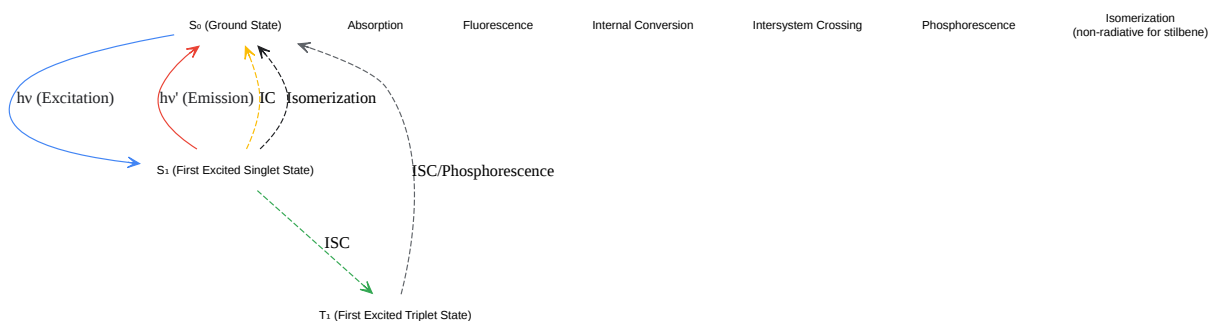 S₀ (Ground State)
Absorption
Fluorescence
Internal Conversion
Intersystem Crossing
Phosphorescence
Isomerization
(non-radiative for stilbene)
hν (Excitation)
hν' (Emission)
IC
Isomerization
S₁ (First Excited Singlet State)
ISC/Phosphorescence
ISC
T₁ (First Excited Triplet State)